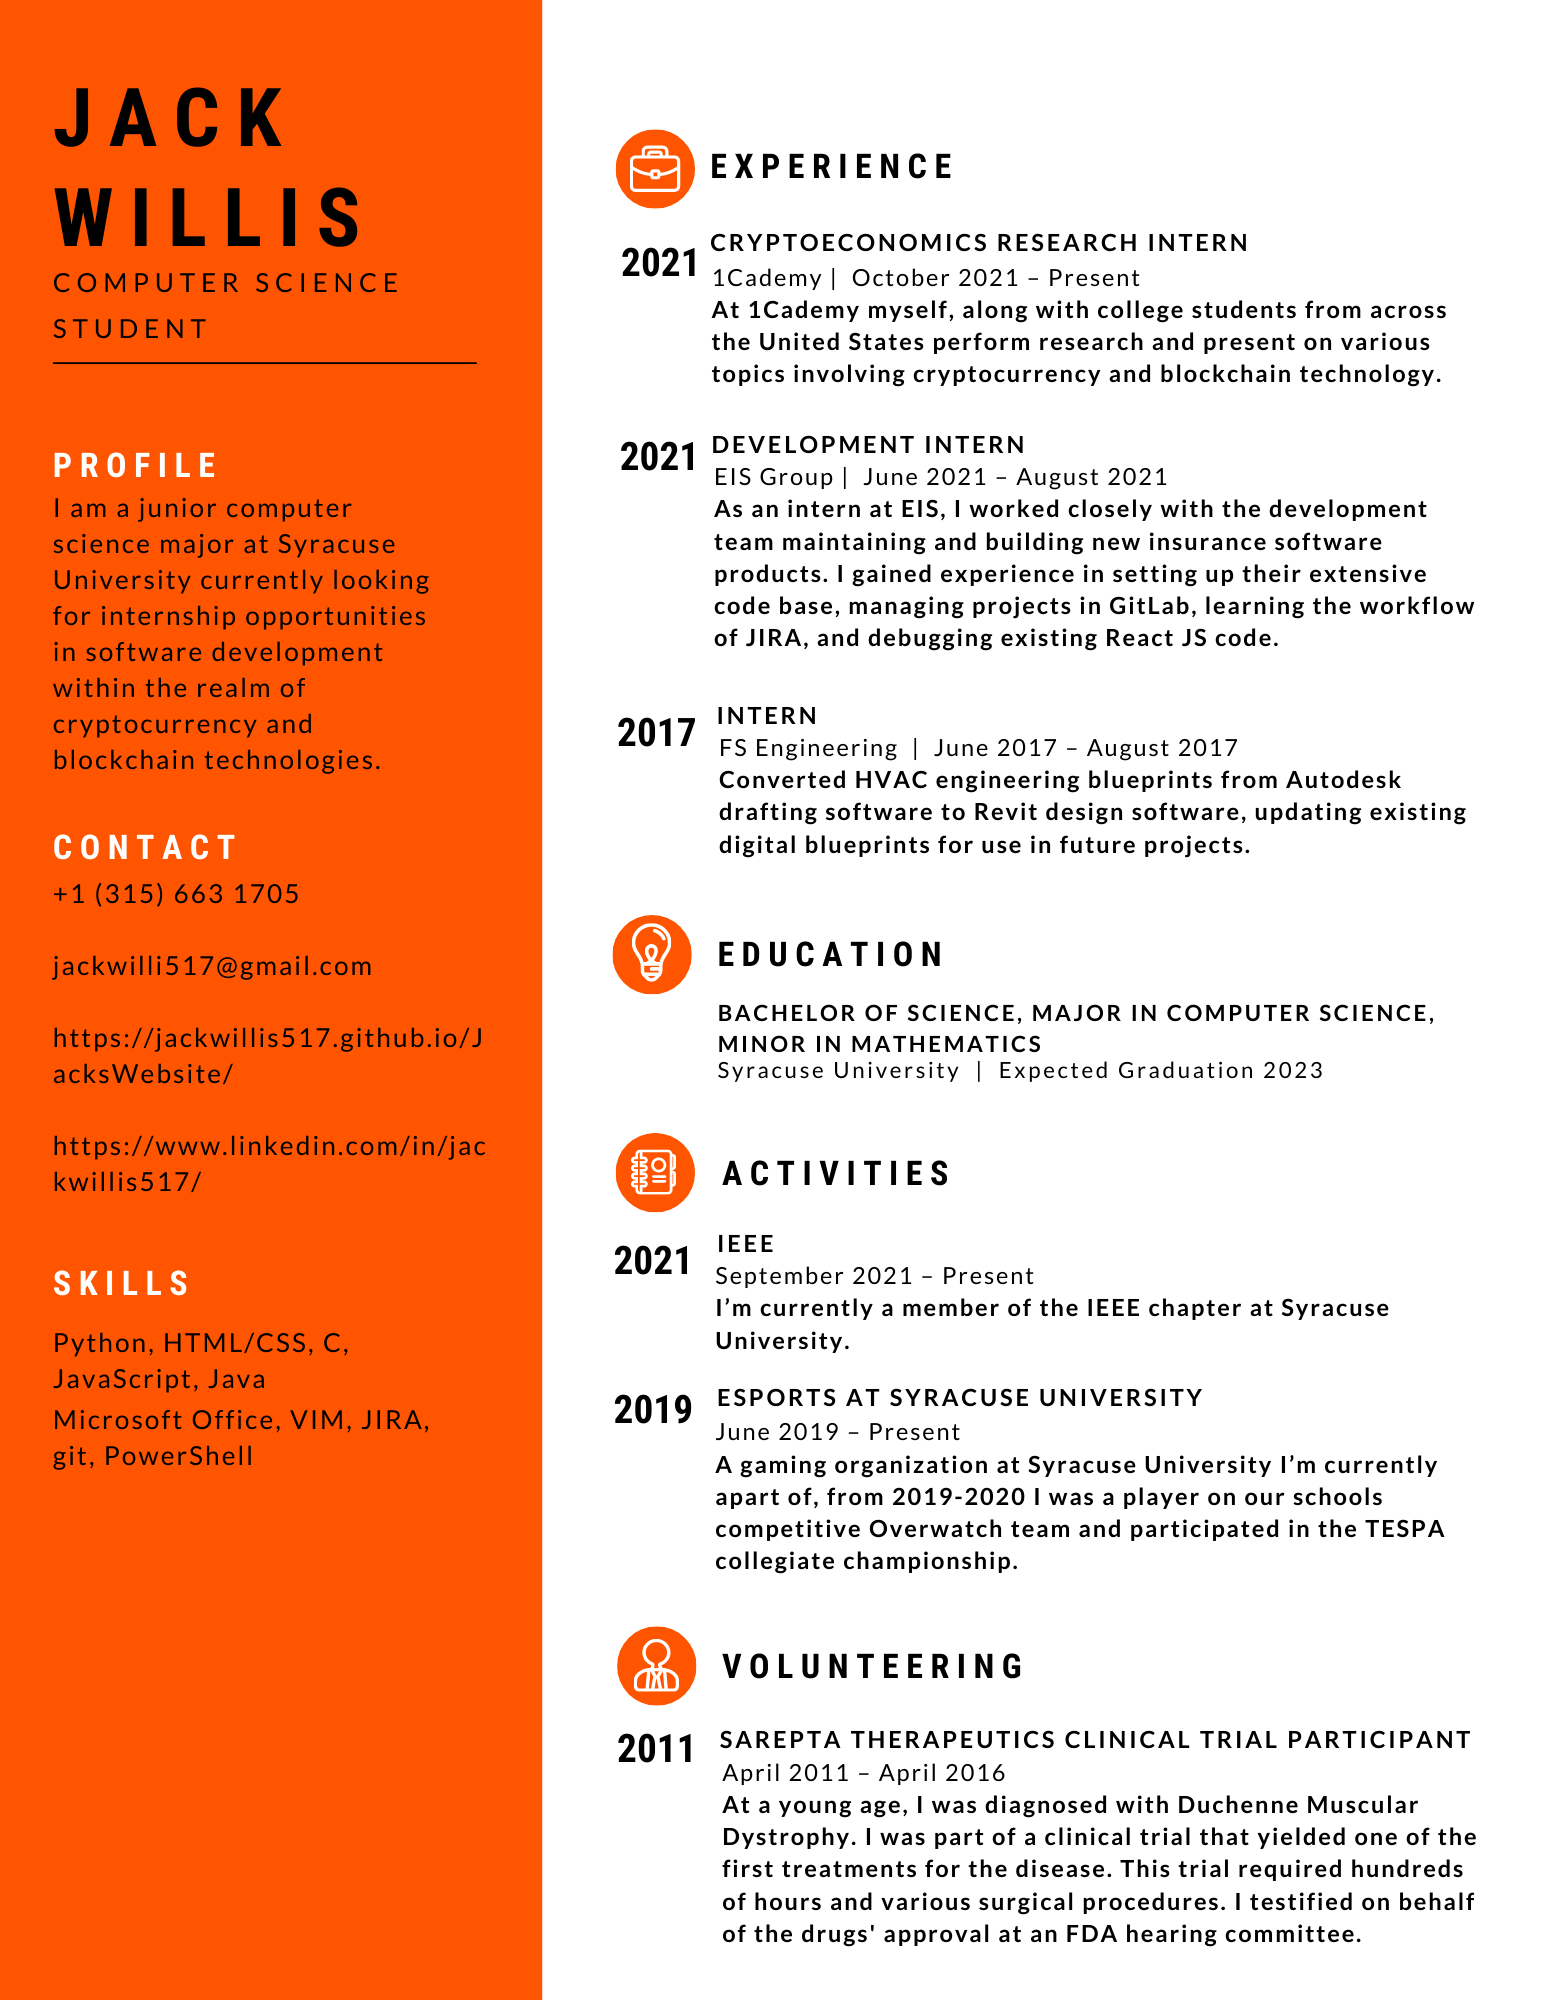 JACK
WILLIS
COMPUTER SCIENCE
STUDENT
PROFILE
I am a junior computer
science major at Syracuse
University currently looking
for internship opportunities
in software development
within the realm of
cryptocurrency and
blockchain technologies.
CONTACT
+1 (315) 663 1705
jackwilli517@gmail.com
https://jackwillis517.github.io/J
acksWebsite/
https://www.linkedin.com/in/jac
kwillis517/
SKILLS
Python, HTML/CSS, C,
JavaScript, Java
Microsoft Office, VIM, JIRA,
git, PowerShell
EXPERIENCE
2021 CRYPTOECONOMICS RESEARCH INTERN
1Cademy | October 2021 – Present
At 1Cademy myself, along with college students from across
the United States perform research and present on various
topics involving cryptocurrency and blockchain technology.
2021 DEVELOPMENT INTERN
EIS Group | June 2021 – August 2021
As an intern at EIS, I worked closely with the development
team maintaining and building new insurance software
products. I gained experience in setting up their extensive
code base, managing projects in GitLab, learning the workflow
of JIRA, and debugging existing React JS code.
2017 INTERN
FS Engineering | June 2017 – August 2017
Converted HVAC engineering blueprints from Autodesk
drafting software to Revit design software, updating existing
digital blueprints for use in future projects.
EDUCATION
BACHELOR OF SCIENCE, MAJOR IN COMPUTER SCIENCE,
MINOR IN MATHEMATICS
Syracuse University | Expected Graduation 2023
ACTIVITIES
2021 IEEE
September 2021 – Present
I’m currently a member of the IEEE chapter at Syracuse
University.
2019 ESPORTS AT SYRACUSE UNIVERSITY
June 2019 – Present
A gaming organization at Syracuse University I’m currently
apart of, from 2019-2020 I was a player on our schools
competitive Overwatch team and participated in the TESPA
collegiate championship.
VOLUNTEERING
2011 SAREPTA THERAPEUTICS CLINICAL TRIAL PARTICIPANT
April 2011 – April 2016
At a young age, I was diagnosed with Duchenne Muscular
Dystrophy. I was part of a clinical trial that yielded one of the
first treatments for the disease. This trial required hundreds
of hours and various surgical procedures. I testified on behalf
of the drugs' approval at an FDA hearing committee.